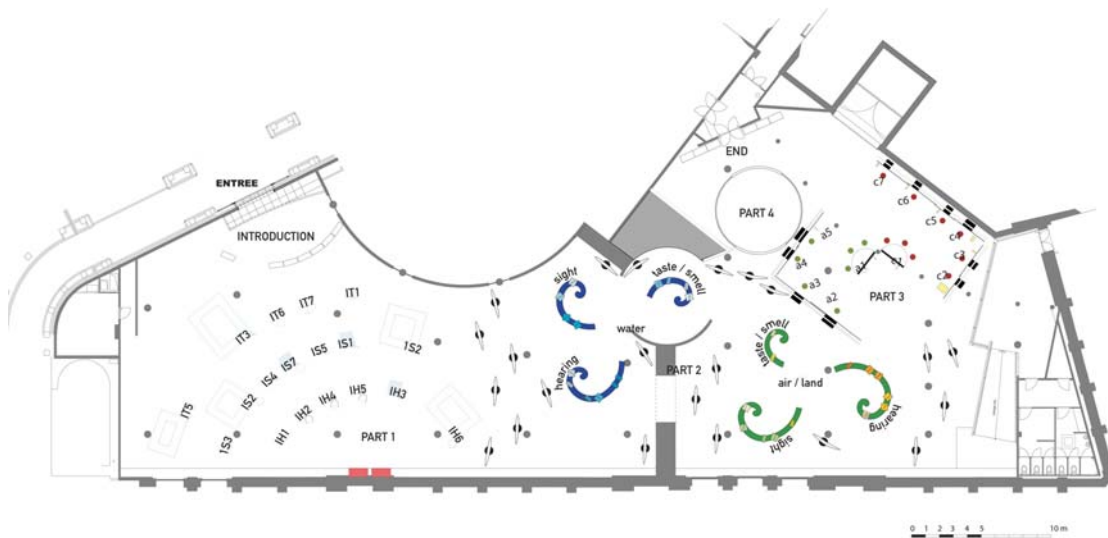 ENTREE
INTRODUCTION
IT3
IT6
IT7
IT1
IT5
1S3
IS2
IS4
IS7
IS5
IS1
1S2
IH1
IH2
IH4
IH5
IH3
IH6
PART 1
sight
taste / smell
water
hearing
PART 2
taste / smell
air / land
hearing
sight
END
PART 4
a5
a4
a3
a2
a1
PART 3
c7
c6
c5
c4
c3
c2
0 1 2 3 4 5 10 m